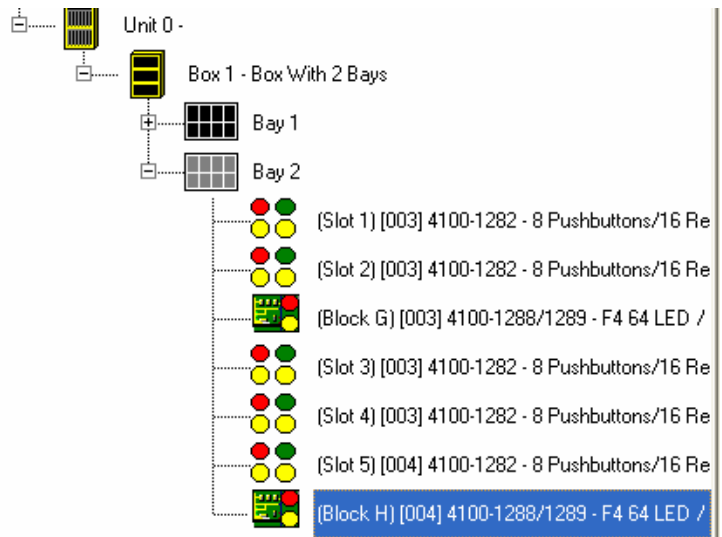 Unit 0 -
Box 1 - Box With 2 Bays
Bay 1
Bay 2
(Slot 1) [003] 4100-1282 - 8 Pushbuttons/16 Re
(Slot 2) [003] 4100-1282 - 8 Pushbuttons/16 Re
(Block G) [003] 4100-1288/1289 - F4 64 LED /
(Slot 3) [003] 4100-1282 - 8 Pushbuttons/16 Re
(Slot 4) [003] 4100-1282 - 8 Pushbuttons/16 Re
(Slot 5) [004] 4100-1282 - 8 Pushbuttons/16 Re
(Block H) [004] 4100-1288/1289 - F4 64 LED /